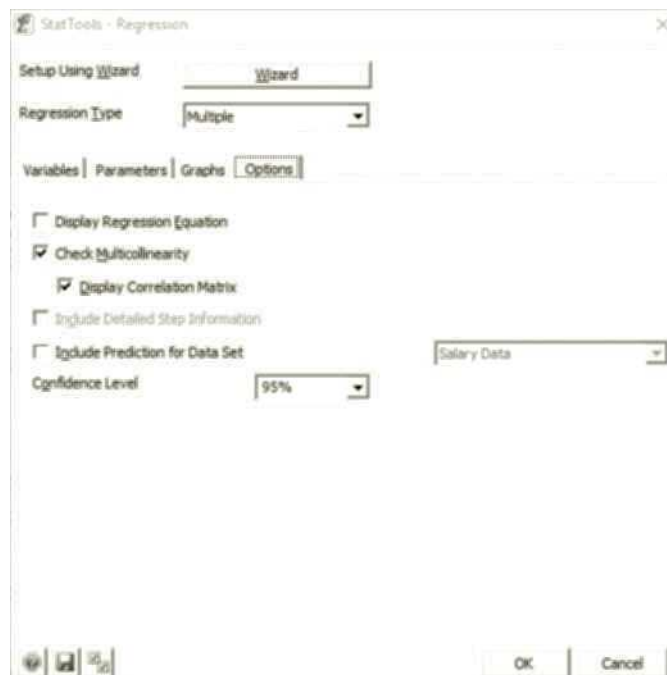 StatTools - Regression
Setup Using Wizard
Wizard
Regression Type
Multiple
Variables Parameters Graphs Options
Display Regression Equation
Check Multicollinearity
Display Correlation Matrix
Include Detailed Step Information
Include Prediction for Data Set
Salary Data
Confidence Level
95%
OK Cancel